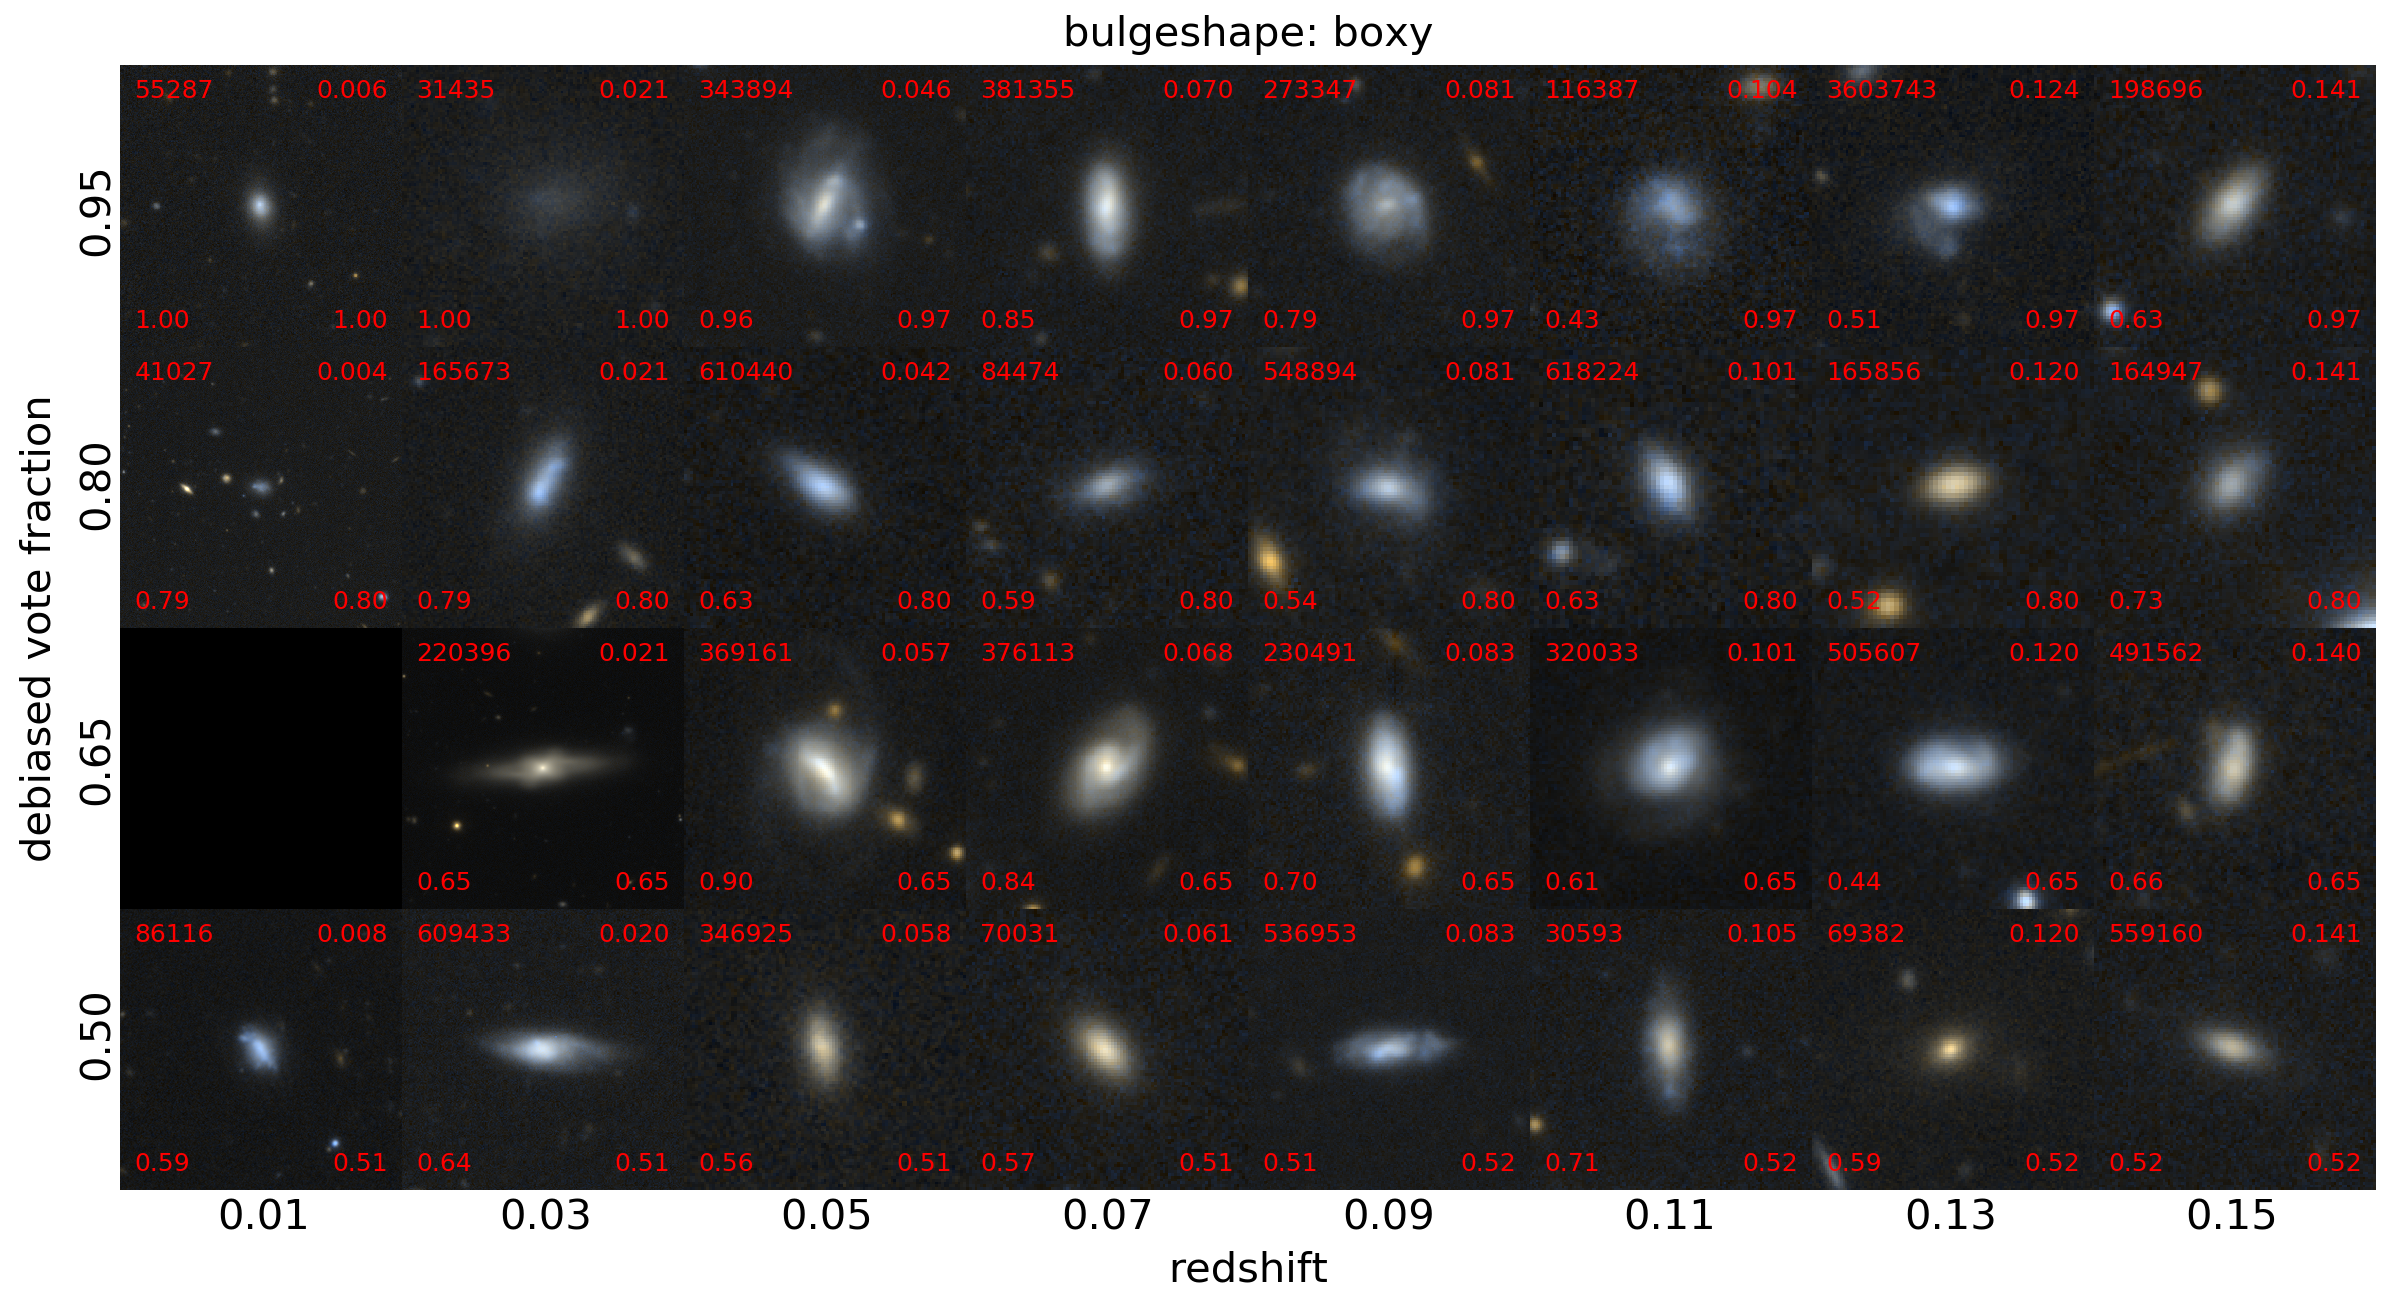 bulgeshape: boxy
55287 0.006 31435 0.021 343894 0.046 381355 0.070 273347 0.081 116387 0.104 3603743 0.124 198696 0.141
0.95
1.00 1.00 1.00 1.00 0.96 0.97 0.85 0.97 0.79 0.97 0.43 0.97 0.51 0.97 0.63 0.97
41027 0.004 165673 0.021 610440 0.042 84474 0.060 548894 0.081 618224 0.101 165856 0.120 164947 0.141
0.80
0.79 0.80 0.79 0.80 0.63 0.80 0.59 0.80 0.54 0.80 0.63 0.80 0.52 0.80 0.73 0.80
debiased vote fraction
220396 0.021 369161 0.057 376113 0.068 230491 0.083 320033 0.101 505607 0.120 491562 0.140
0.65
0.65 0.65 0.90 0.65 0.84 0.65 0.70 0.65 0.61 0.65 0.44 0.65 0.66 0.65
86116 0.008 609433 0.020 346925 0.058 70031 0.061 536953 0.083 30593 0.105 69382 0.120 559160 0.141
0.50
0.59 0.51 0.64 0.51 0.56 0.51 0.57 0.51 0.51 0.52 0.71 0.52 0.59 0.52 0.52 0.52
0.01 0.03 0.05 0.07 0.09 0.11 0.13 0.15
redshift